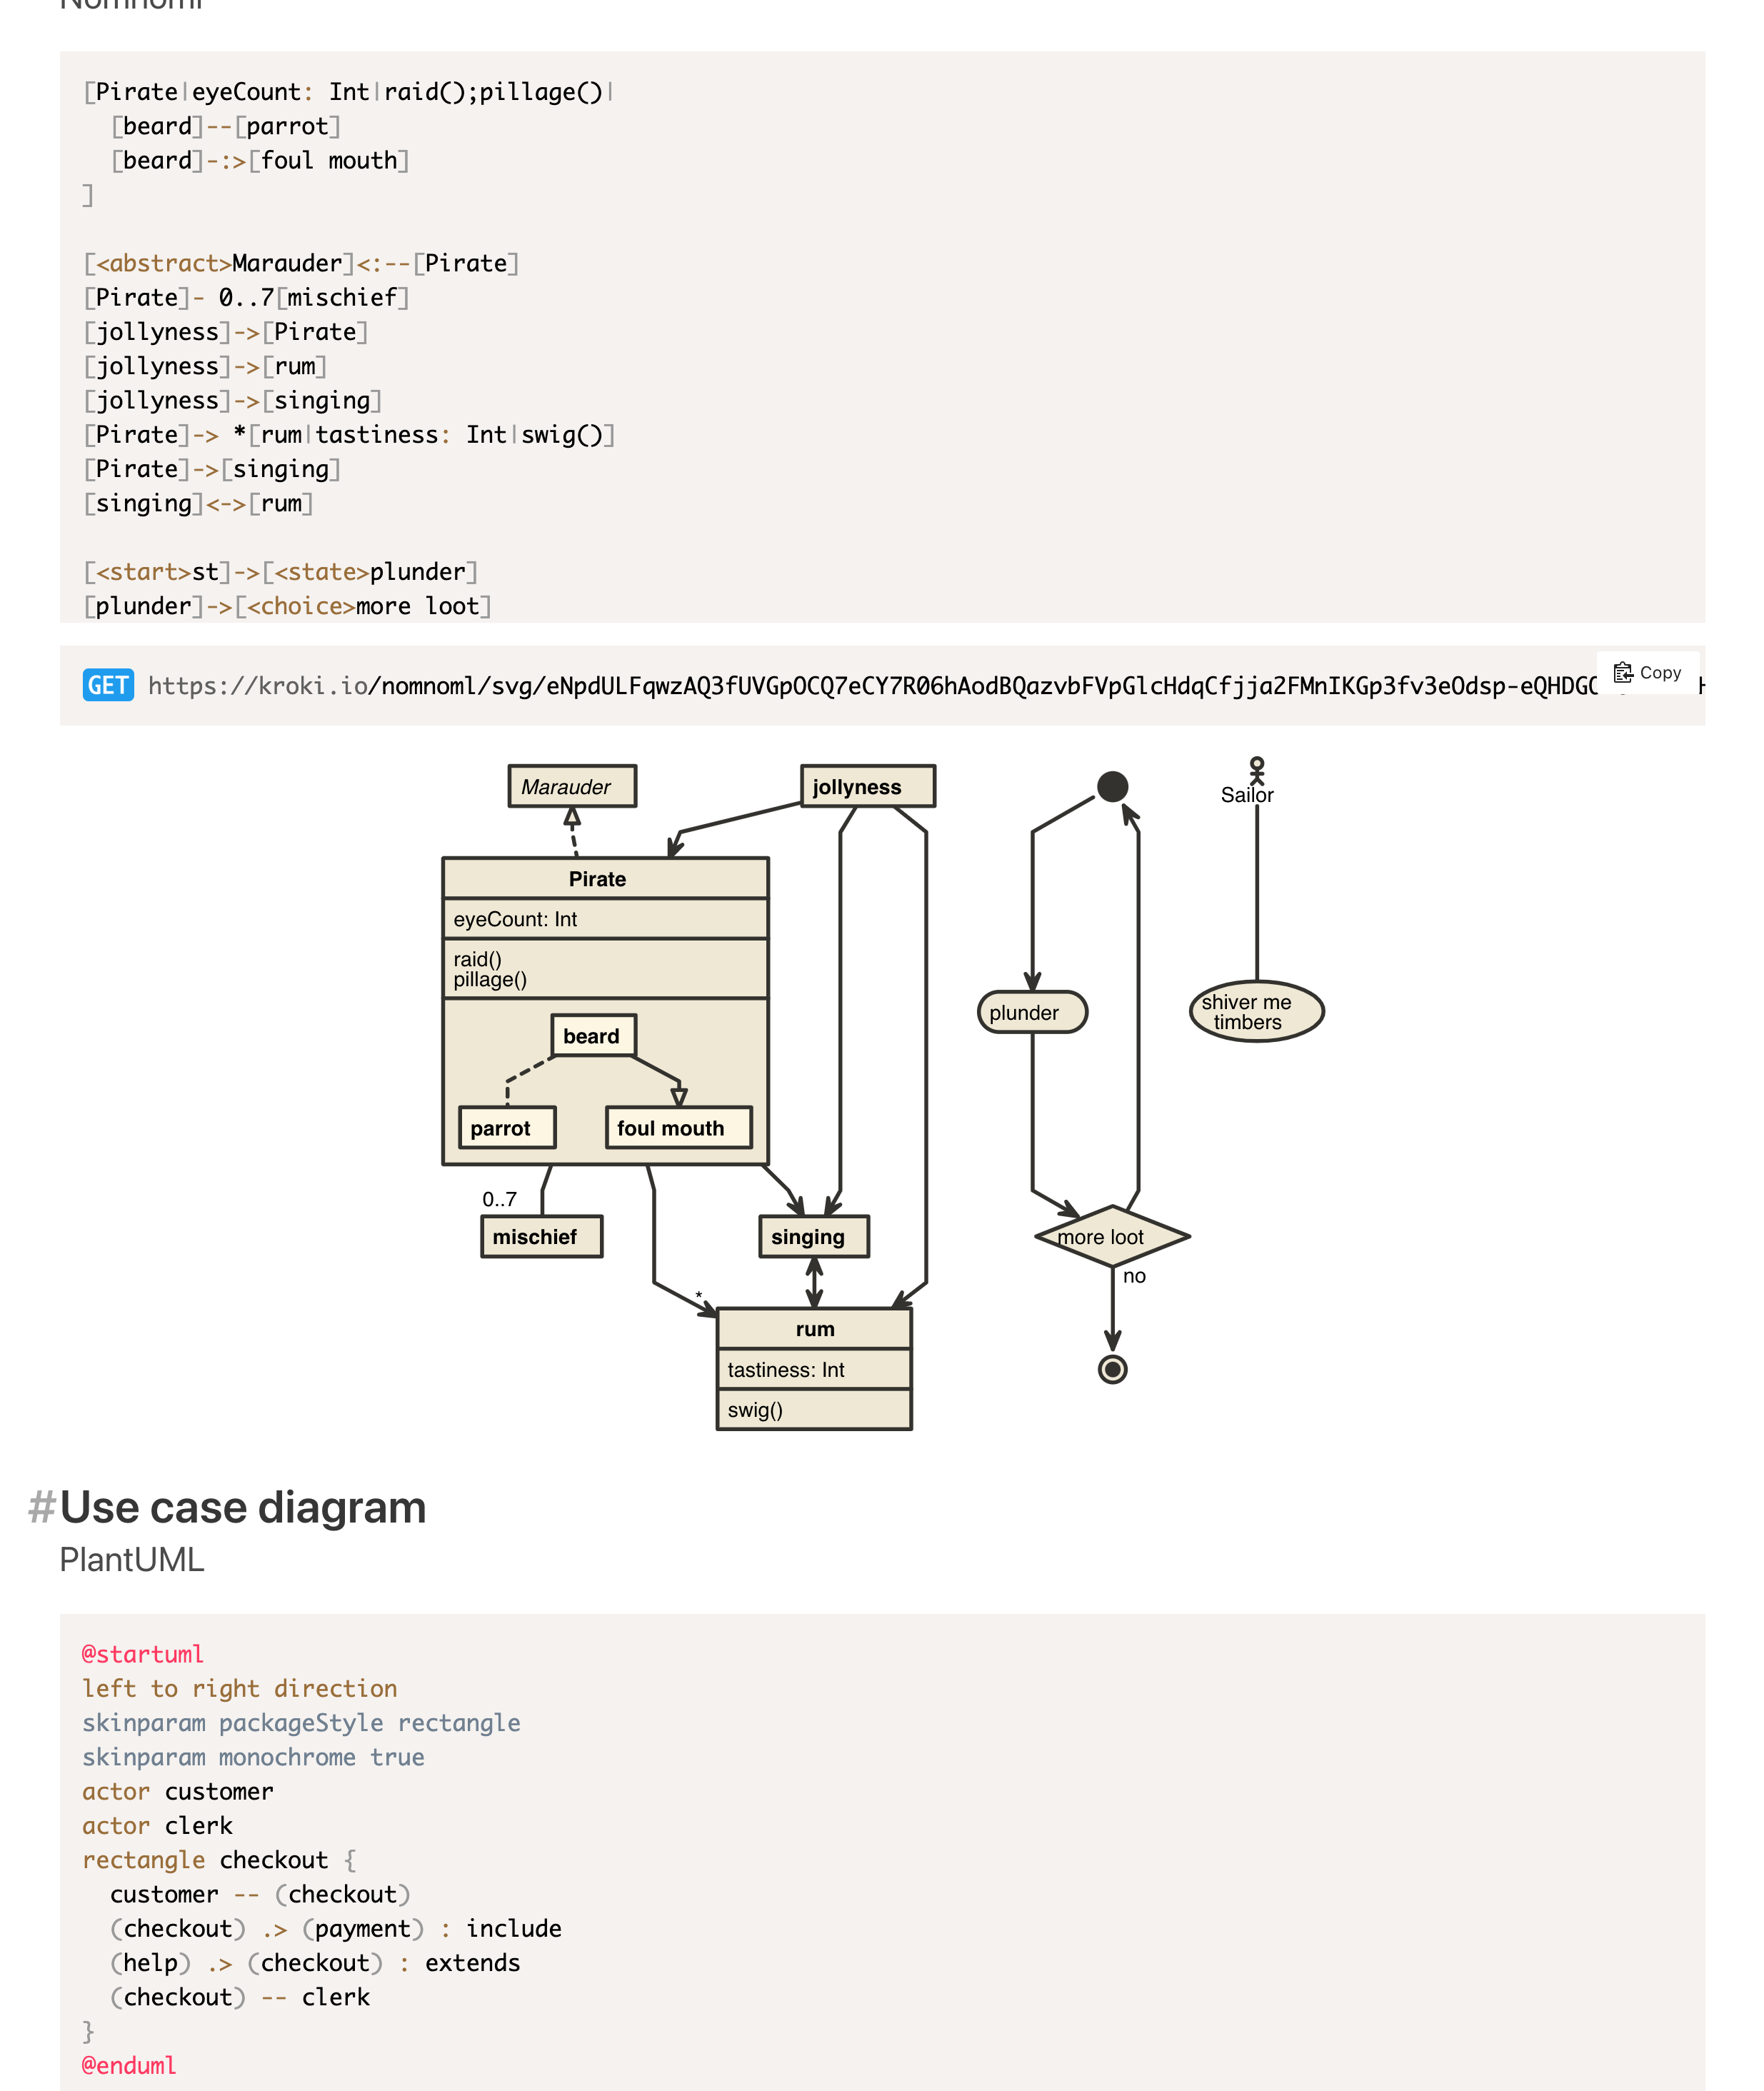 Nomnoml
[Pirate|eyeCount: Int|raid();pillage()|
  [beard]--[parrot]
  [beard]-:>[foul mouth]
]
[<abstract>Marauder]<:--[Pirate]
[Pirate]- 0..7[mischief]
[jollyness]->[Pirate]
[jollyness]->[rum]
[jollyness]->[singing]
[Pirate]-> *[rum|tastiness: Int|swig()]
[Pirate]->[singing]
[singing]<->[rum]
[<start>st]->[<state>plunder]
[plunder]->[<choice>more loot]
Copy
GET https://kroki.io/nomnoml/svg/eNpdULFqwzAQ3fUVGpOCQ7eCY7R06hAodBQazvbFVpGlcHdqCfjja2FMnIKGp3fv3eOdsp-eQHDG
Marauder
jollyness
Sailor
Pirate
eyeCount: Int
raid()
pillage()
beard
parrot
foul mouth
plunder
shiver me
timbers
0..7
mischief
singing
more loot
no
*
rum
tastiness: Int
swig()
#Use case diagram
PlantUML
@startuml
left to right direction
skinparam packageStyle rectangle
skinparam monochrome true
actor customer
actor clerk
rectangle checkout {
  customer -- (checkout)
  (checkout) .> (payment) : include
  (help) .> (checkout) : extends
  (checkout) -- clerk
}
@enduml